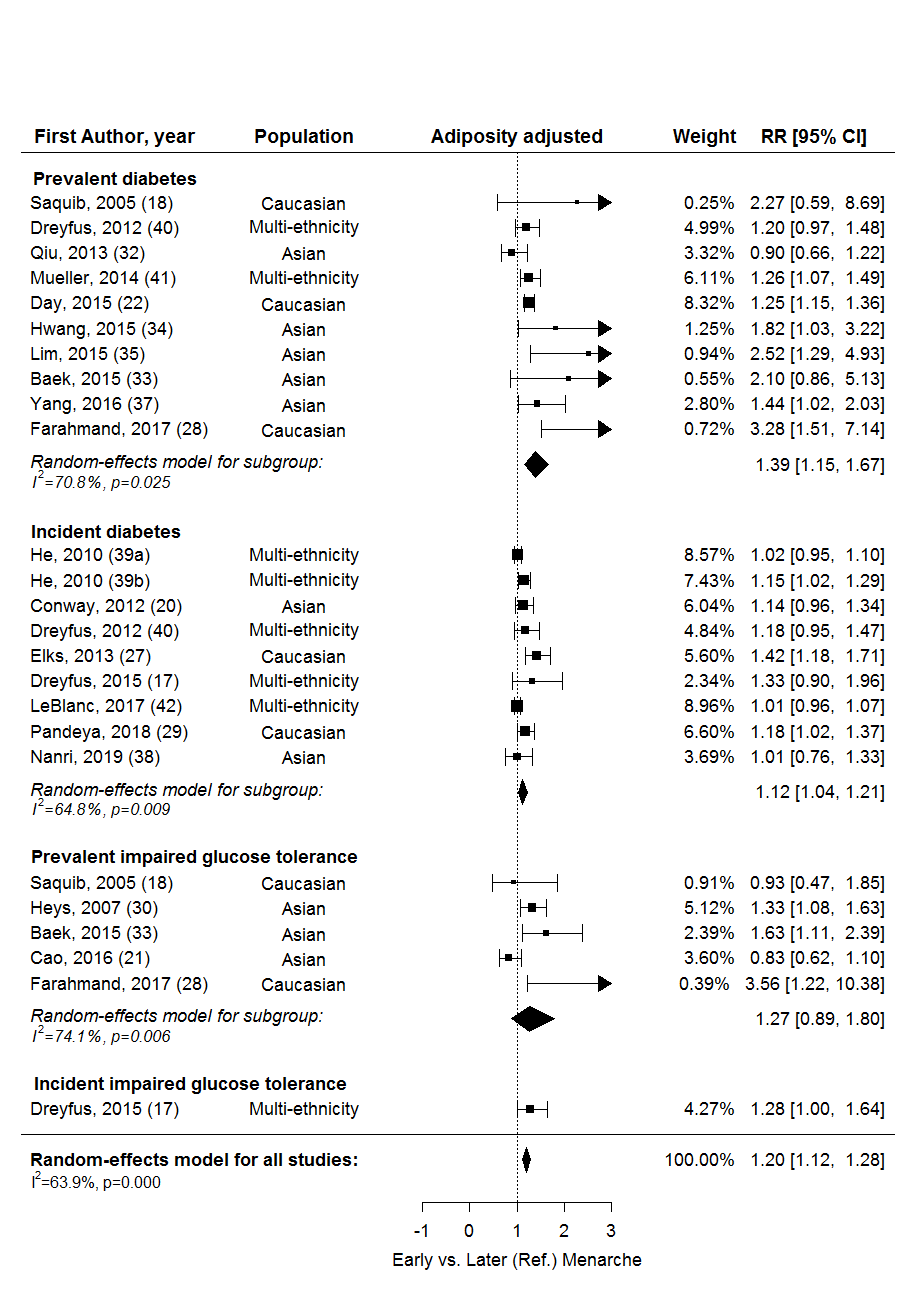 First Author, year Population Adiposity adjusted Weight RR [95% CI]
Prevalent diabetes
Saquib, 2005 (18) Caucasian 0.25% 2.27 [0.59, 8.69]
Dreyfus, 2012 (40) Multi-ethnicity 4.99% 1.20 [0.97, 1.48]
Qiu, 2013 (32) Asian 3.32% 0.90 [0.66, 1.22]
Mueller, 2014 (41) Multi-ethnicity 6.11% 1.26 [1.07, 1.49]
Day, 2015 (22) Caucasian 8.32% 1.25 [1.15, 1.36]
Hwang, 2015 (34) Asian 1.25% 1.82 [1.03, 3.22]
Lim, 2015 (35) Asian 0.94% 2.52 [1.29, 4.93]
Baek, 2015 (33) Asian 0.55% 2.10 [0.86, 5.13]
Yang, 2016 (37) Asian 2.80% 1.44 [1.02, 2.03]
Farahmand, 2017 (28) Caucasian 0.72% 3.28 [1.51, 7.14]
Random-effects model for subgroup: 1.39 [1.15, 1.67]
I2=70.8%, p=0.025
Incident diabetes
He, 2010 (39a) Multi-ethnicity 8.57% 1.02 [0.95, 1.10]
He, 2010 (39b) Multi-ethnicity 7.43% 1.15 [1.02, 1.29]
Conway, 2012 (20) Asian 6.04% 1.14 [0.96, 1.34]
Dreyfus, 2012 (40) Multi-ethnicity 4.84% 1.18 [0.95, 1.47]
Elks, 2013 (27) Caucasian 5.60% 1.42 [1.18, 1.71]
Dreyfus, 2015 (17) Multi-ethnicity 2.34% 1.33 [0.90, 1.96]
LeBlanc, 2017 (42) Multi-ethnicity 8.96% 1.01 [0.96, 1.07]
Pandeya, 2018 (29) Caucasian 6.60% 1.18 [1.02, 1.37]
Nanri, 2019 (38) Asian 3.69% 1.01 [0.76, 1.33]
Random-effects model for subgroup: 1.12 [1.04, 1.21]
I2=64.8%, p=0.009
Prevalent impaired glucose tolerance
Saquib, 2005 (18) Caucasian 0.91% 0.93 [0.47, 1.85]
Heys, 2007 (30) Asian 5.12% 1.33 [1.08, 1.63]
Baek, 2015 (33) Asian 2.39% 1.63 [1.11, 2.39]
Cao, 2016 (21) Asian 3.60% 0.83 [0.62, 1.10]
Farahmand, 2017 (28) Caucasian 0.39% 3.56 [1.22, 10.38]
Random-effects model for subgroup: 1.27 [0.89, 1.80]
I2=74.1%, p=0.006
Incident impaired glucose tolerance
Dreyfus, 2015 (17) Multi-ethnicity 4.27% 1.28 [1.00, 1.64]
Random-effects model for all studies: 100.00% 1.20 [1.12, 1.28]
I2=63.9%, p=0.000
-1 0 1 2 3
Early vs. Later (Ref.) Menarche